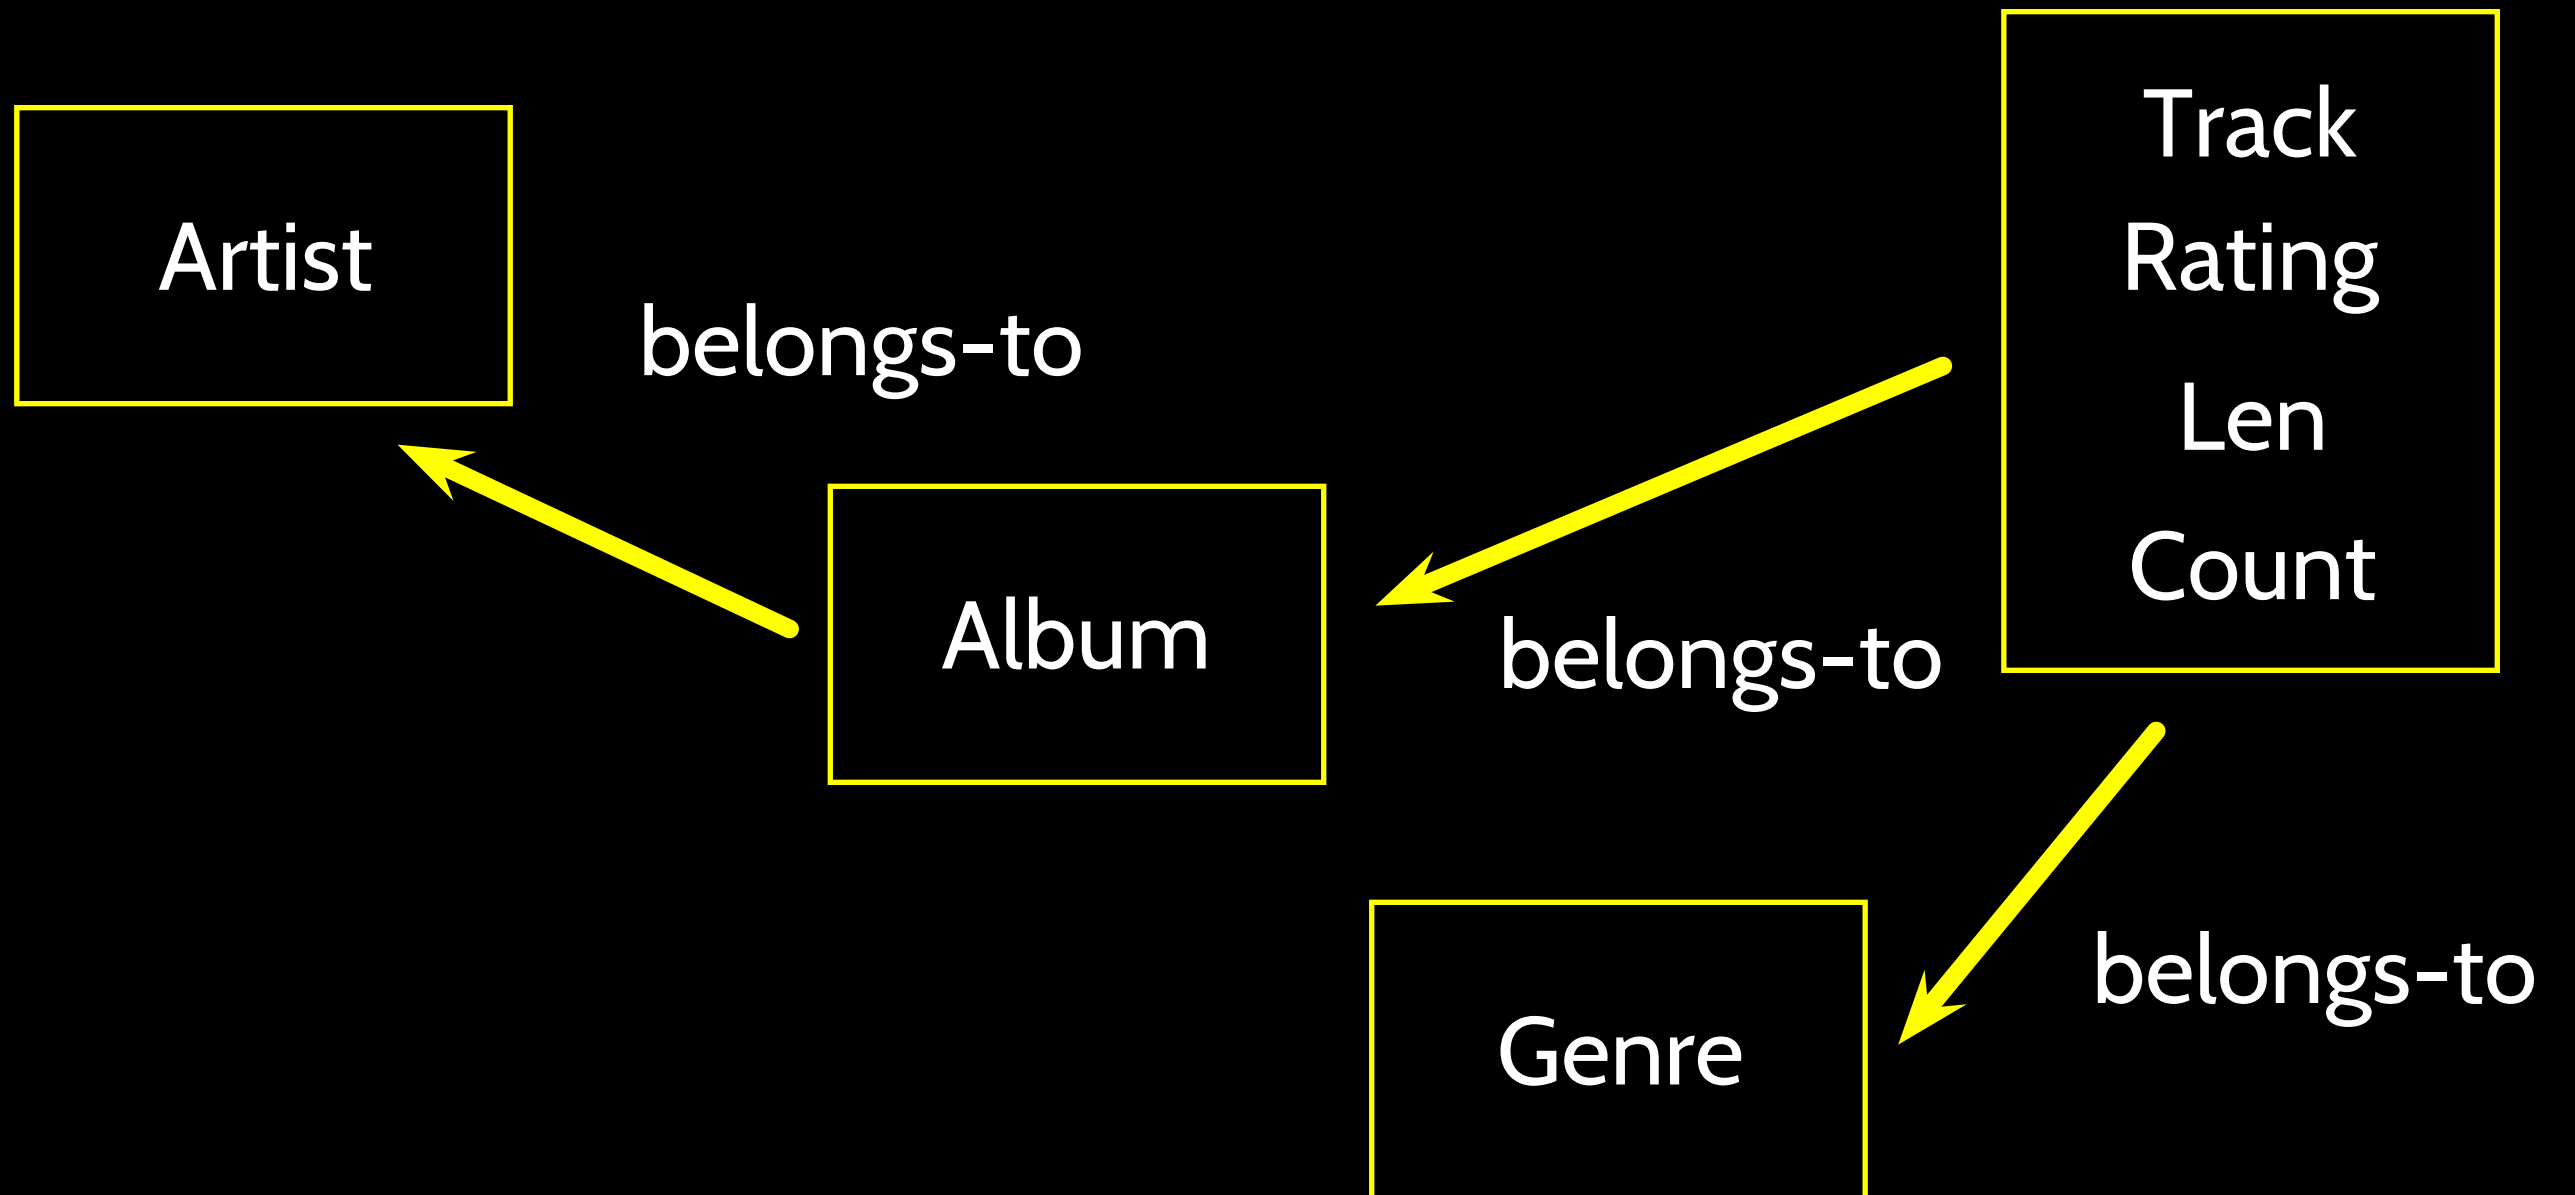 Track
Rating
Len
Count
Artist
belongs-to
Album
belongs-to
Genre
belongs-to